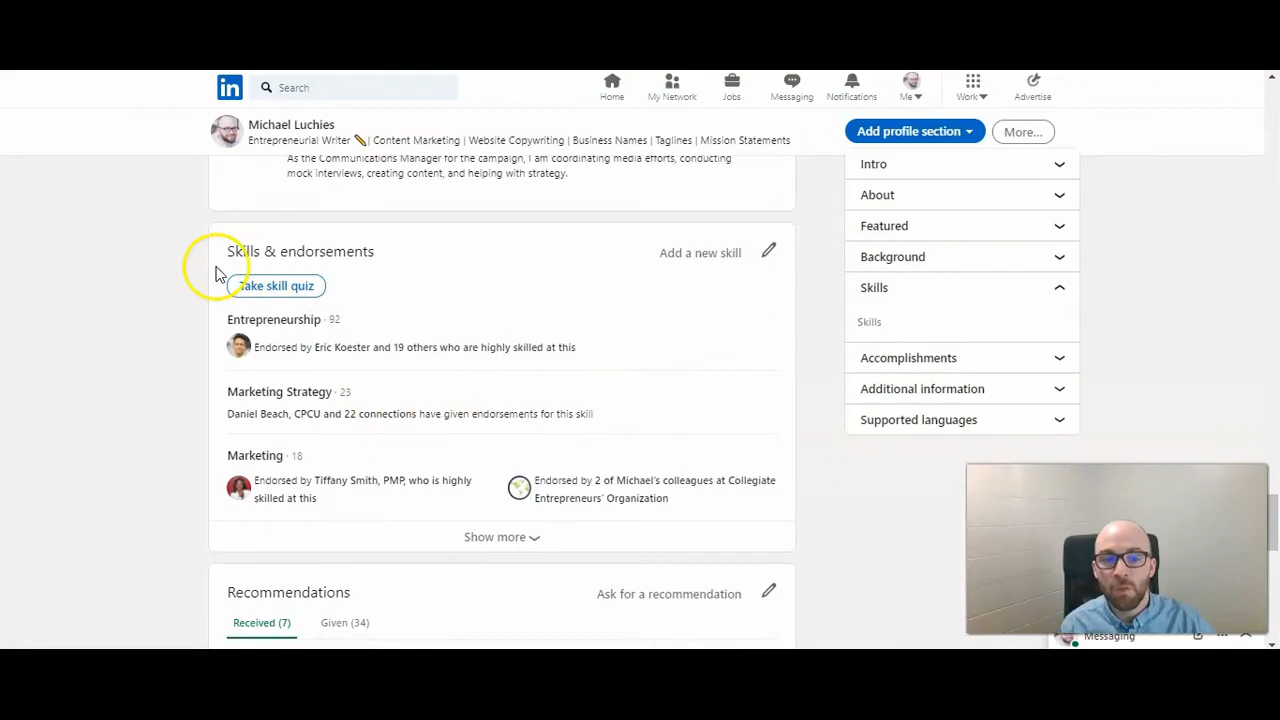 in
Search
Home
My Network
Jobs
Messaging
Notifications
Me
Work
Advertise
Michael Luchies
Entrepreneurial Writer ✏️| Content Marketing | Website Copywriting | Business Names | Taglines | Mission Statements
Add profile section
More...
As the Communications Manager for the campaign, I am coordinating media efforts, conducting
mock interviews, creating content, and helping with strategy.
Skills & endorsements
Add a new skill
Take skill quiz
Entrepreneurship · 92
Endorsed by Eric Koester and 19 others who are highly skilled at this
Marketing Strategy · 23
Daniel Beach, CPCU and 22 connections have given endorsements for this skill
Marketing · 18
Endorsed by Tiffany Smith, PMP, who is highly
skilled at this
Endorsed by 2 of Michael's colleagues at Collegiate
Entrepreneurs' Organization
Show more
Recommendations
Ask for a recommendation
Received (7)
Given (34)
Intro
About
Featured
Background
Skills
Skills
Accomplishments
Additional information
Supported languages
Messaging